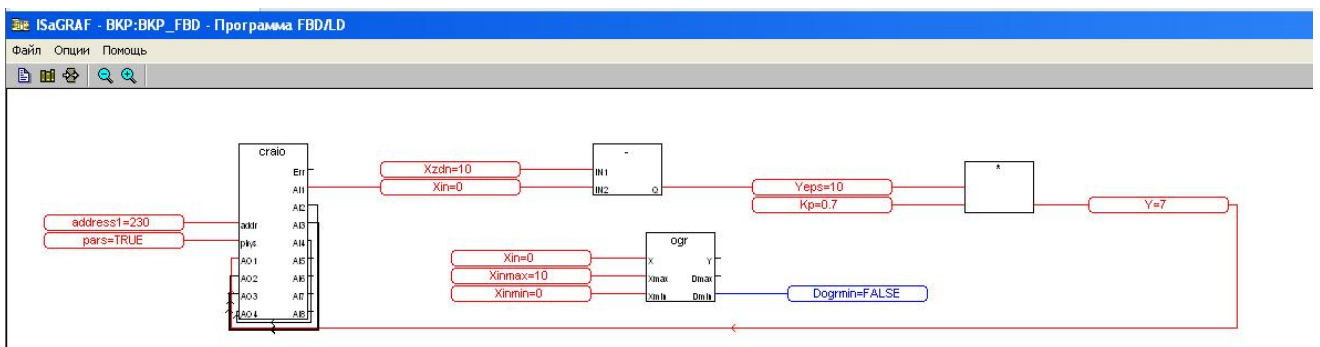 ISaGRAF - BKP:BKP_FBD - Программа FBD/LD
Файл Опции Помощь
craio
Err
AI1
AI2
addr AI3
phys AI4
AO1 AI5
AO2 AI6
AO3 AI7
AO4 AI8
address1=230
pars=TRUE
Xzdn=10
Xin=0
-
IN1
IN2 Q
Yeps=10
Kp=0.7
*
Y=7
Xin=0
Xinmax=10
Xinmin=0
ogr
X Y
Xmax Dmax
Xmin Dmin
Dogrmin=FALSE